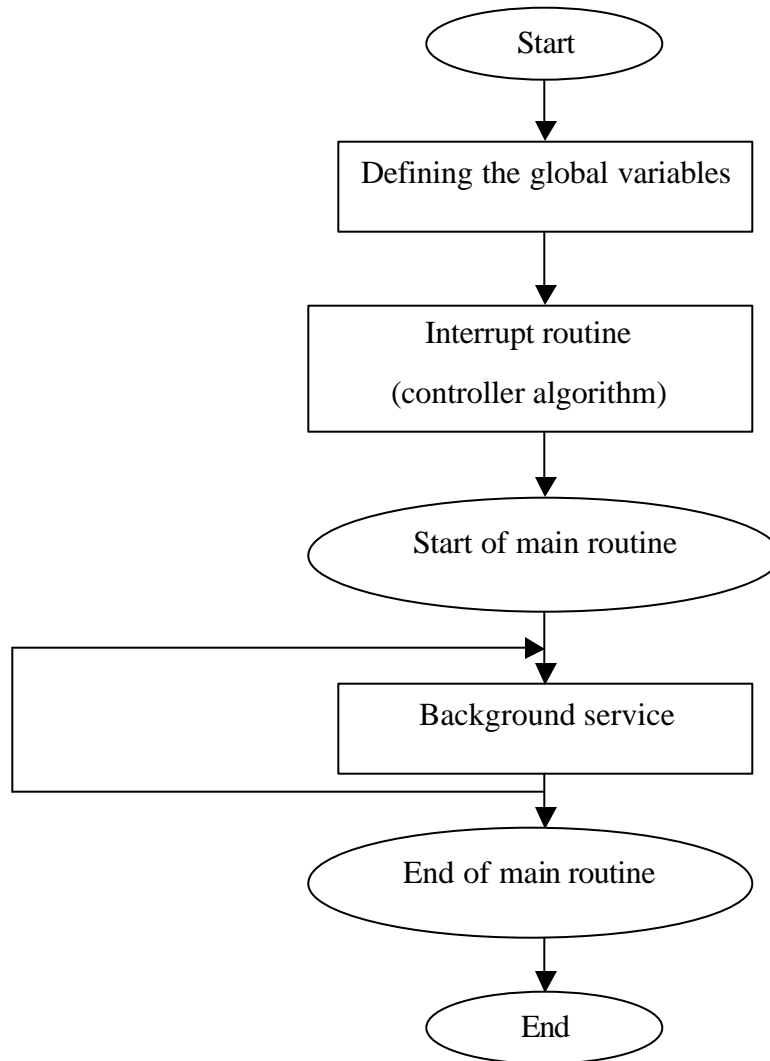 Start
Defining the global variables
Interrupt routine
(controller algorithm)
Start of main routine
Background service
End of main routine
End